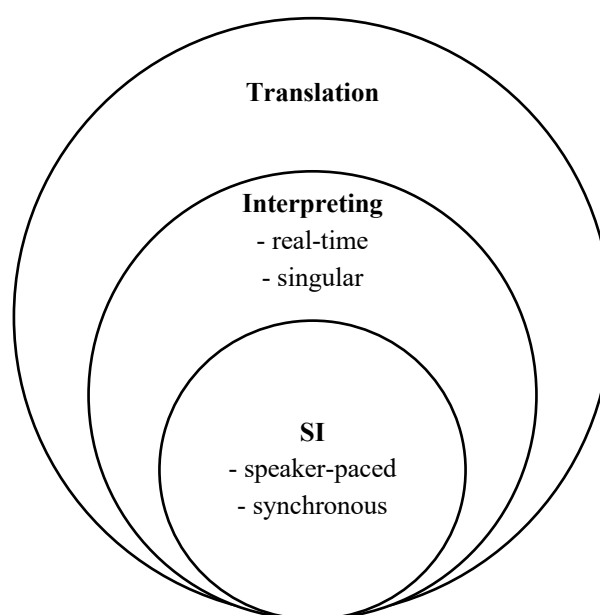 Translation
Interpreting
- real-time
- singular
SI
- speaker-paced
- synchronous